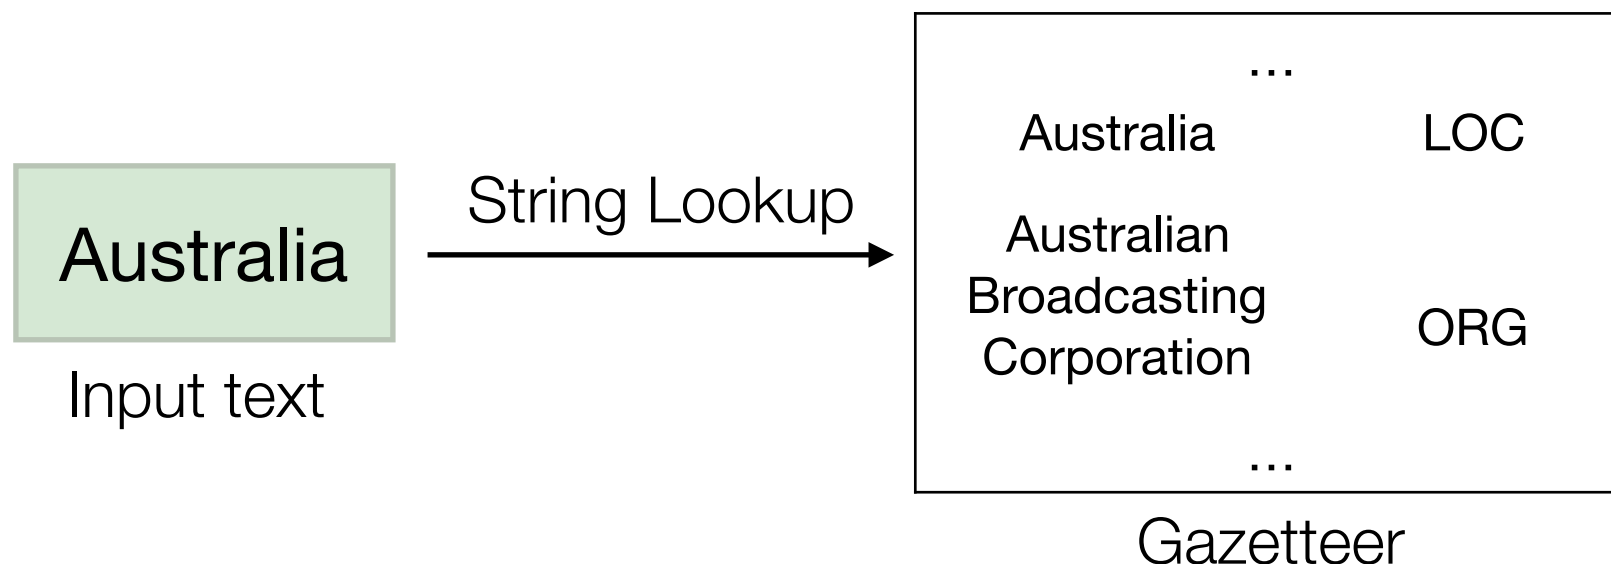 Australia
Input text
String Lookup
...
Australia LOC
Australian
Broadcasting
Corporation
ORG
...
Gazetteer